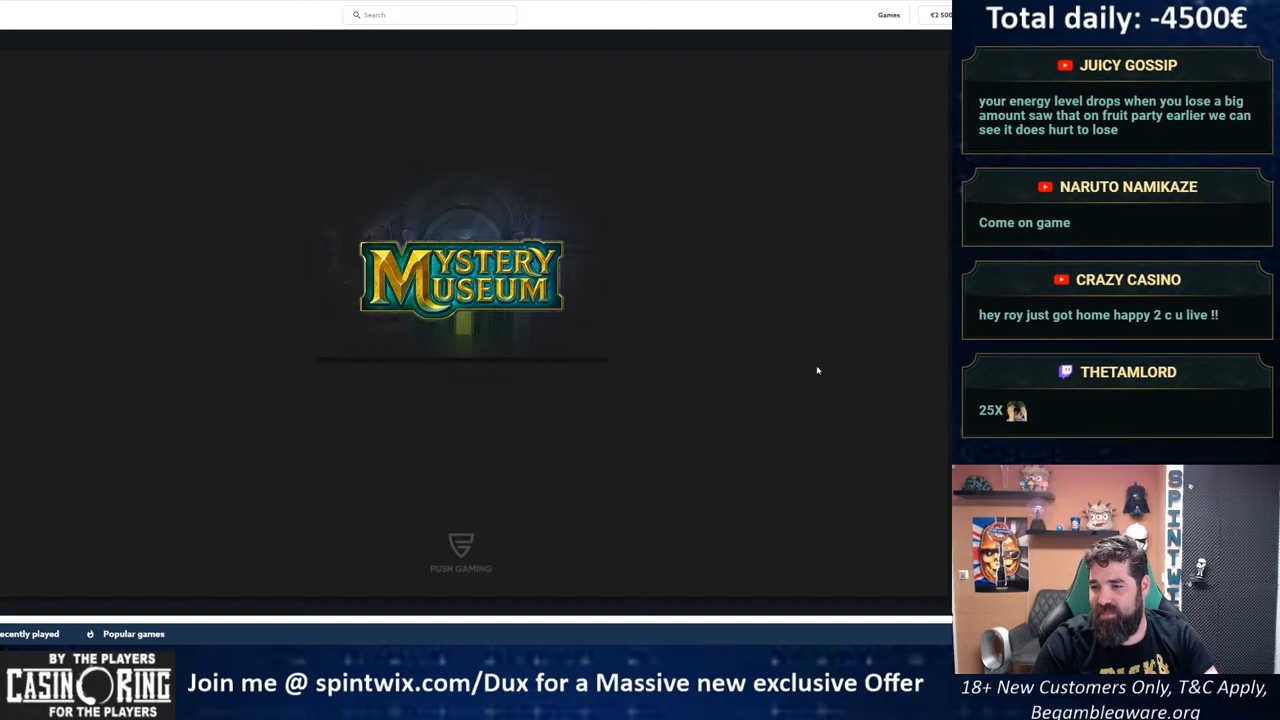 Search
Games
€2 500
Total daily: -4500€
JUICY GOSSIP
your energy level drops when you lose a big
amount saw that on fruit party earlier we can
see it does hurt to lose
NARUTO NAMIKAZE
Come on game
CRAZY CASINO
hey roy just got home happy 2 c u live !!
THETAMLORD
25X
MYSTERY
MUSEUM
PUSH GAMING
SPINTWI
ecently played
Popular games
BY THE PLAYERS
CASINORING
FOR THE PLAYERS
Join me @ spintwix.com/Dux for a Massive new exclusive Offer
18+ New Customers Only, T&C Apply,
Begambleaware.org